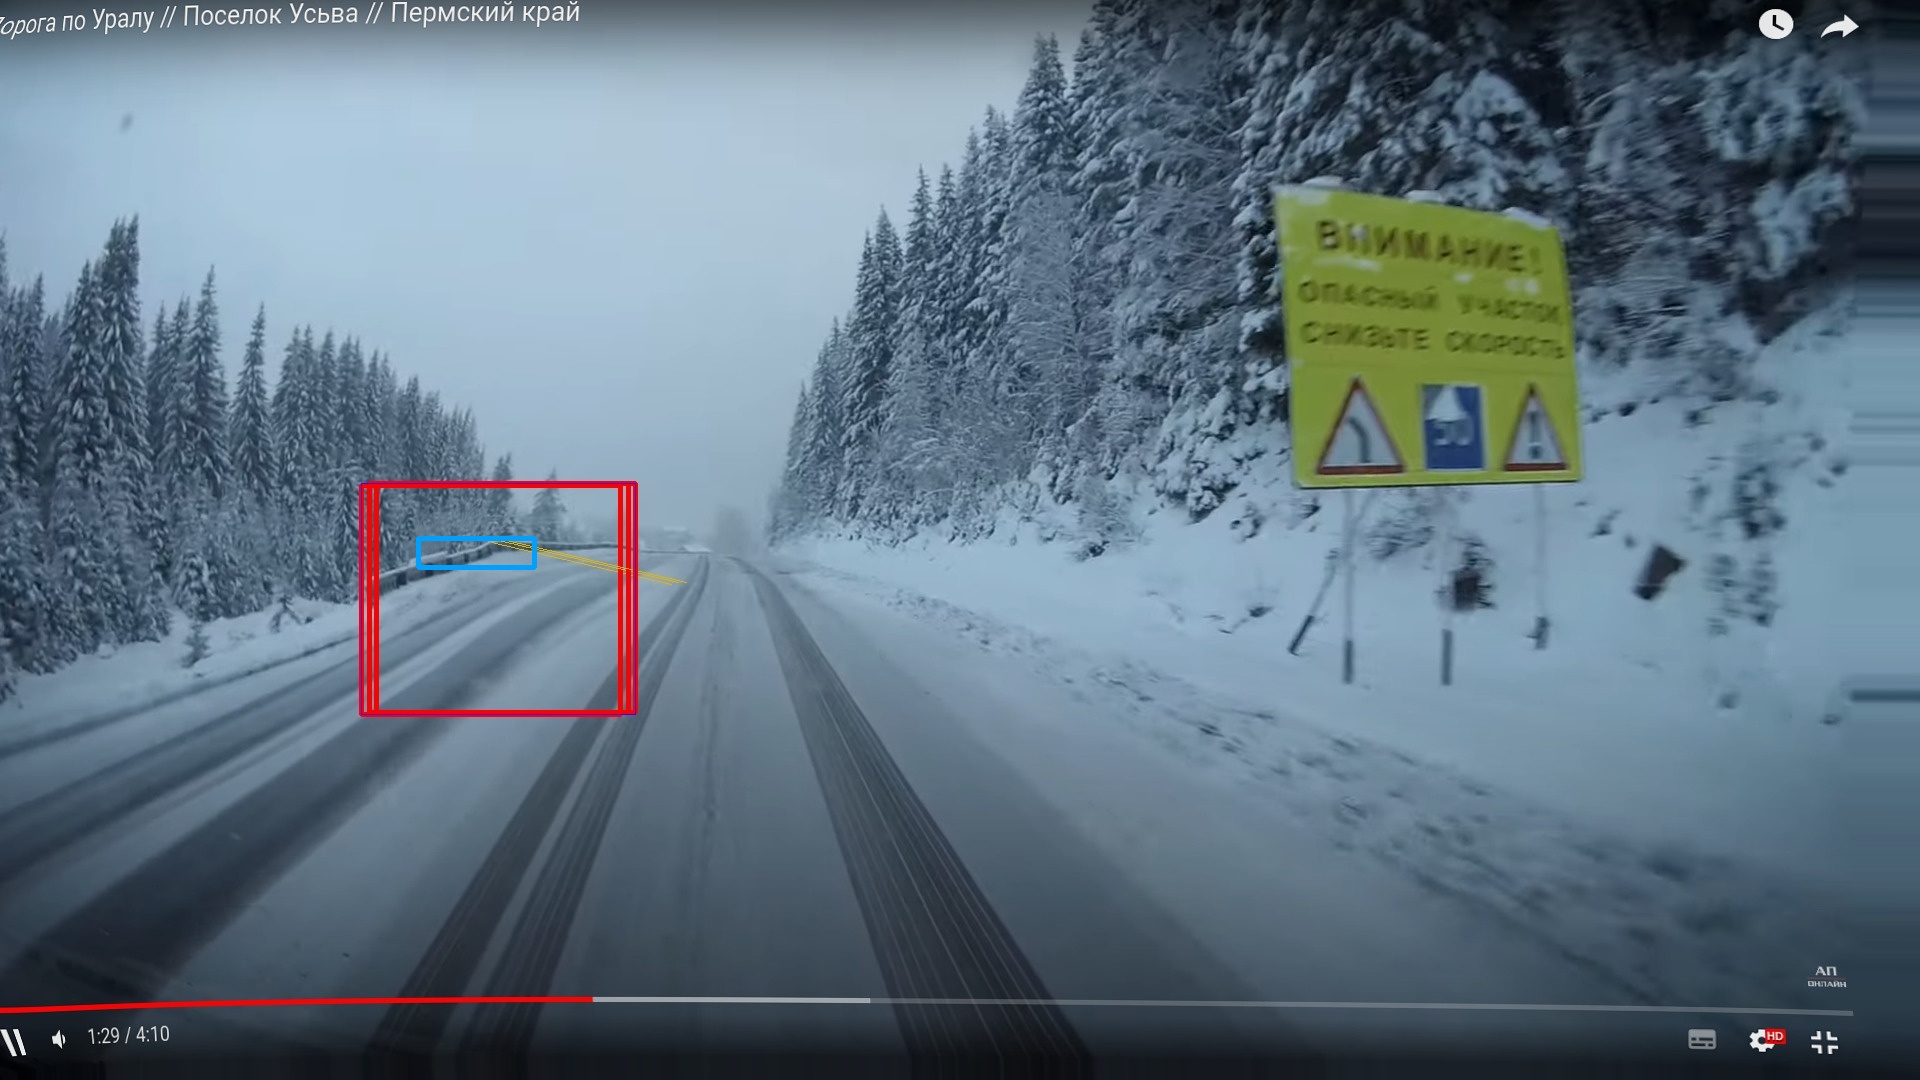 Дорога по Уралу // Поселок Усьва // Пермский край
ВНИМАНИЕ!
ОПАСНЫЙ УЧАСТОК
СНИЗЬТЕ СКОРОСТЬ
50
АП
ОНЛАЙН
1:29 / 4:10
HD